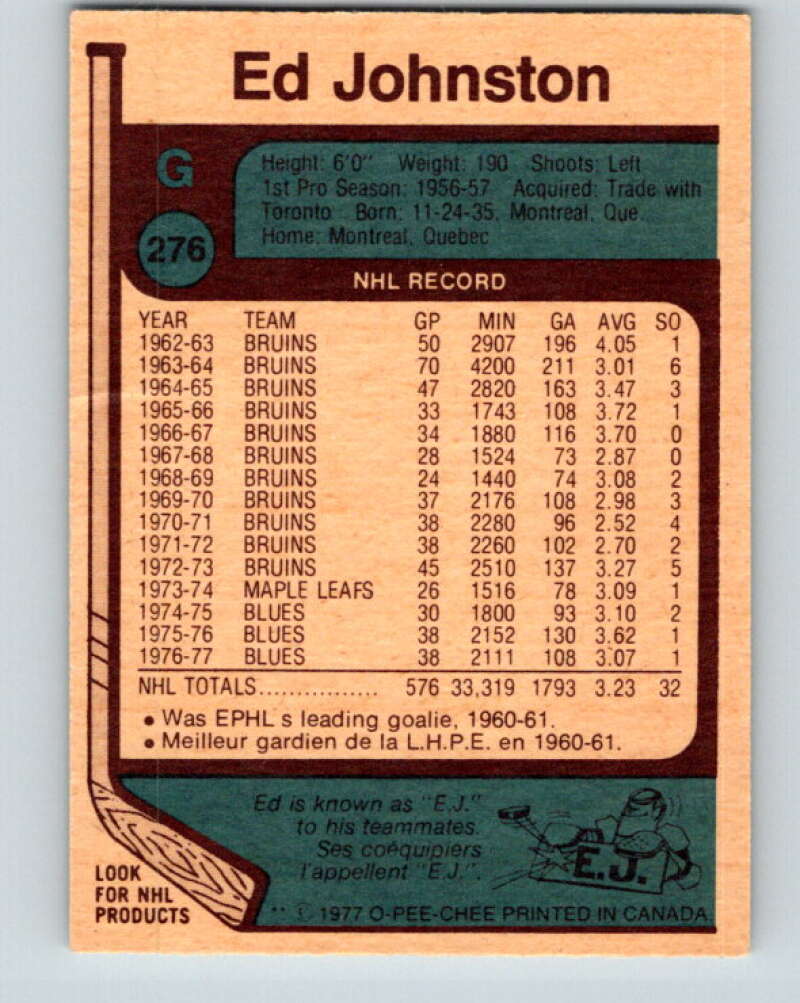 Ed Johnston
G
276
Height: 6'0" Weight: 190 Shoots: Left
1st Pro Season: 1956-57 Acquired: Trade with
Toronto Born: 11-24-35, Montreal, Que.
Home: Montreal, Quebec
NHL RECORD
YEAR TEAM GP MIN GA AVG SO
1962-63 BRUINS 50 2907 196 4.05 1
1963-64 BRUINS 70 4200 211 3.01 6
1964-65 BRUINS 47 2820 163 3.47 3
1965-66 BRUINS 33 1743 108 3.72 1
1966-67 BRUINS 34 1880 116 3.70 0
1967-68 BRUINS 28 1524 73 2.87 0
1968-69 BRUINS 24 1440 74 3.08 2
1969-70 BRUINS 37 2176 108 2.98 3
1970-71 BRUINS 38 2280 96 2.52 4
1971-72 BRUINS 38 2260 102 2.70 2
1972-73 BRUINS 45 2510 137 3.27 5
1973-74 MAPLE LEAFS 26 1516 78 3.09 1
1974-75 BLUES 30 1800 93 3.10 2
1975-76 BLUES 38 2152 130 3.62 1
1976-77 BLUES 38 2111 108 3.07 1
NHL TOTALS................ 576 33,319 1793 3.23 32
• Was EPHL s leading goalie, 1960-61.
• Meilleur gardien de la L.H.P.E. en 1960-61.
Ed is known as "E.J."
to his teammates.
Ses coéquipiers
l'appellent "E.J.".
E.J.
LOOK
FOR NHL
PRODUCTS
** © 1977 O-PEE-CHEE PRINTED IN CANADA.